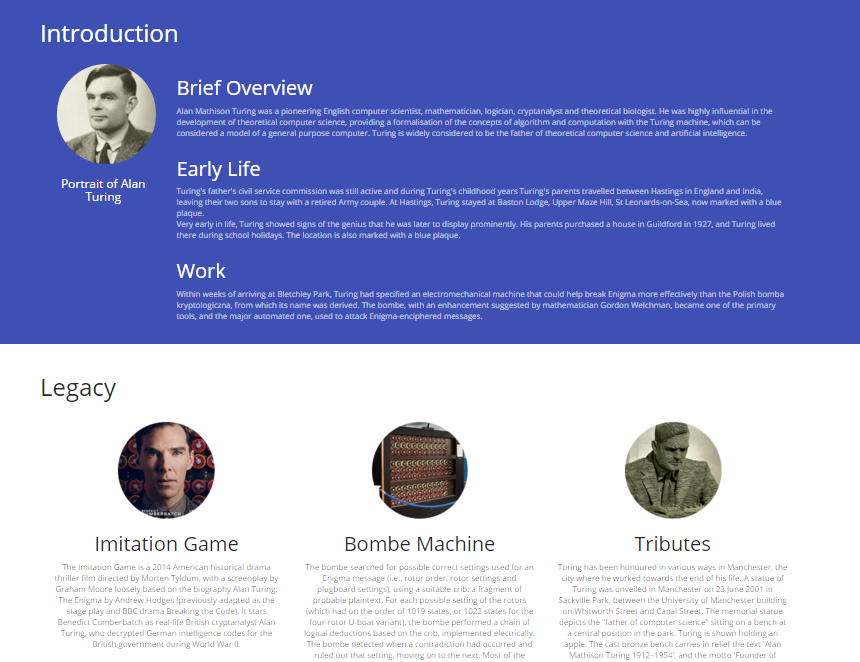 Introduction
Portrait of Alan
Turing
Brief Overview
Alan Mathison Turing was a pioneering English computer scientist, mathematician, logician, cryptanalyst and theoretical biologist. He was highly influential in the
development of theoretical computer science, providing a formalisation of the concepts of algorithm and computation with the Turing machine, which can be
considered a model of a general purpose computer. Turing is widely considered to be the father of theoretical computer science and artificial intelligence.
Early Life
Turing's father's civil service commission was still active and during Turing's childhood years Turing's parents travelled between Hastings in England and India,
leaving their two sons to stay with a retired Army couple. At Hastings, Turing stayed at Baston Lodge, Upper Maze Hill, St Leonards-on-Sea, now marked with a blue
plaque.
Very early in life, Turing showed signs of the genius that he was later to display prominently. His parents purchased a house in Guildford in 1927, and Turing lived
there during school holidays. The location is also marked with a blue plaque.
Work
Within weeks of arriving at Bletchley Park, Turing had specified an electromechanical machine that could help break Enigma more effectively than the Polish bomba
kryptologiczna, from which its name was derived. The bombe, with an enhancement suggested by mathematician Gordon Welchman, became one of the primary
tools, and the major automated one, used to attack Enigma-enciphered messages.
Legacy
Imitation Game
The Imitation Game is a 2014 American historical drama
thriller film directed by Morten Tyldum, with a screenplay by
Graham Moore loosely based on the biography Alan Turing:
The Enigma by Andrew Hodges (previously adapted as the
stage play and BBC drama Breaking the Code). It stars
Benedict Cumberbatch as real-life British cryptanalyst Alan
Turing, who decrypted German intelligence codes for the
British government during World War II.
Bombe Machine
The bombe searched for possible correct settings used for an
Enigma message (i.e., rotor order, rotor settings and
plugboard settings), using a suitable crib: a fragment of
probable plaintext. For each possible setting of the rotors
(which had on the order of 1019 states, or 1022 states for the
four-rotor U-boat variant), the bombe performed a chain of
logical deductions based on the crib, implemented electrically.
The bombe detected when a contradiction had occurred and
ruled out that setting, moving on to the next. Most of the
Tributes
Turing has been honoured in various ways in Manchester, the
city where he worked towards the end of his life. A statue of
Turing was unveiled in Manchester on 23 June 2001 in
Sackville Park, between the University of Manchester building
on Whitworth Street and Canal Street. The memorial statue
depicts the "father of computer science" sitting on a bench at
a central position in the park. Turing is shown holding an
apple. The cast bronze bench carries in relief the text 'Alan
Mathison Turing 1912–1954', and the motto 'Founder of